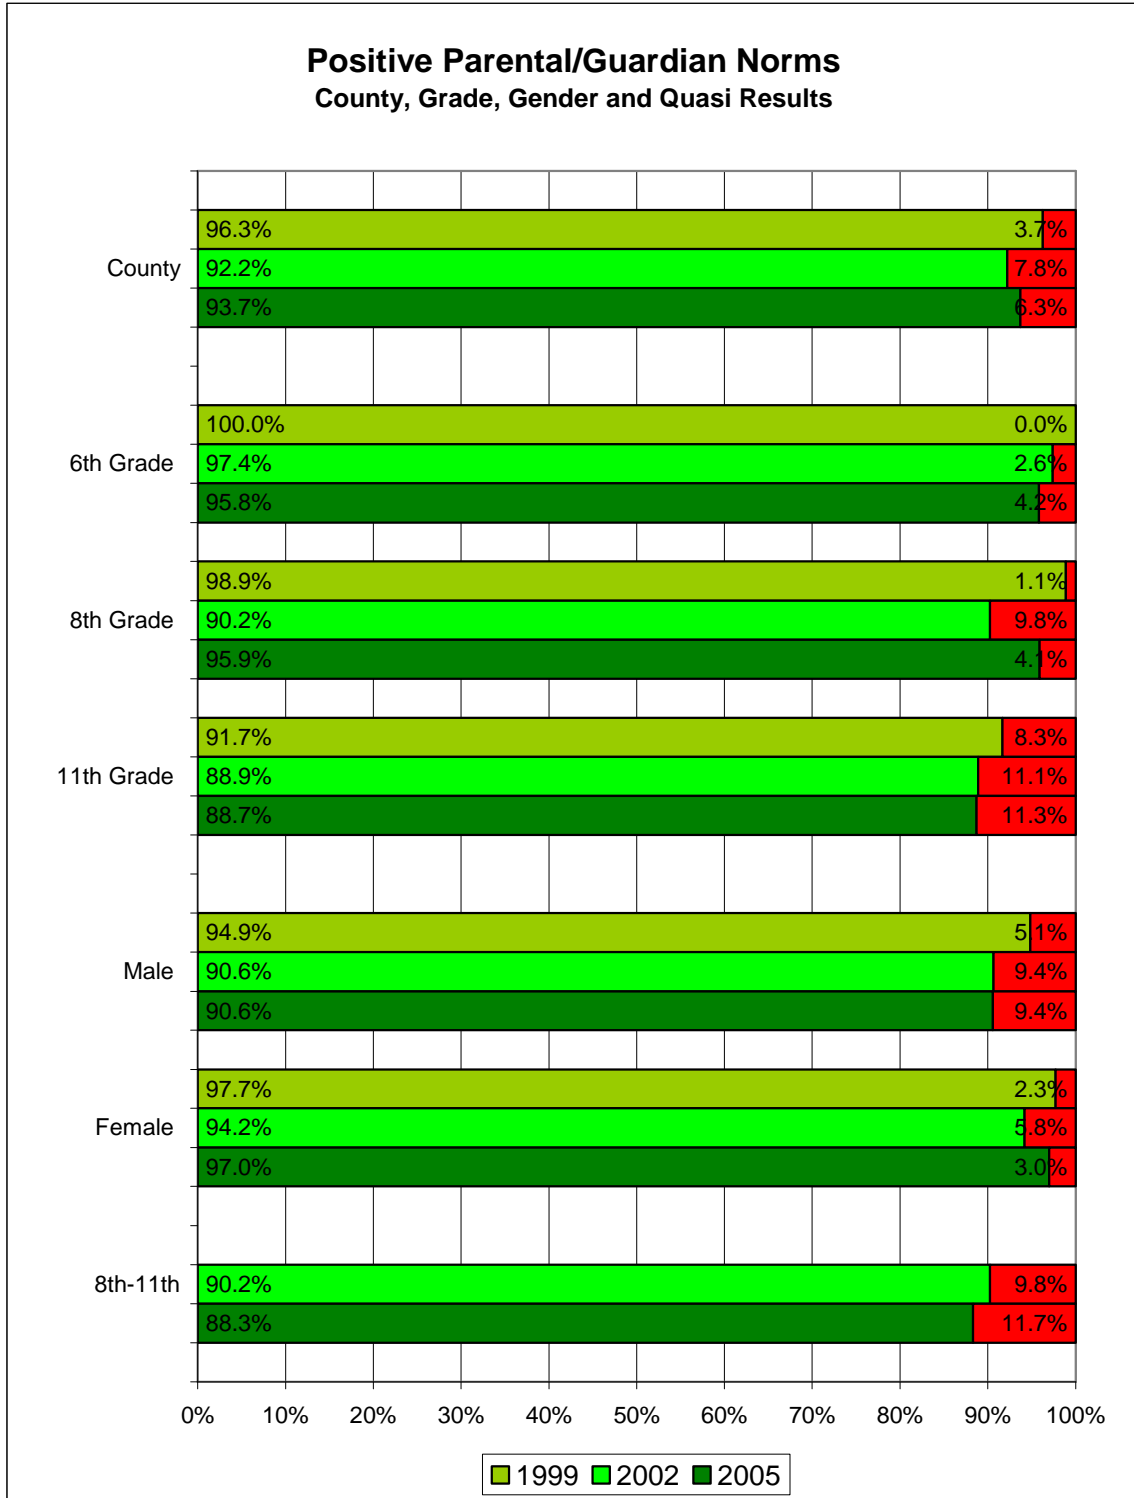 Positive Parental/Guardian Norms
County, Grade, Gender and Quasi Results
96.3% 3.7%
County 92.2% 7.8%
93.7% 6.3%
100.0% 0.0%
6th Grade 97.4% 2.6%
95.8% 4.2%
98.9% 1.1%
8th Grade 90.2% 9.8%
95.9% 4.1%
91.7% 8.3%
11th Grade 88.9% 11.1%
88.7% 11.3%
94.9% 5.1%
Male 90.6% 9.4%
90.6% 9.4%
97.7% 2.3%
Female 94.2% 5.8%
97.0% 3.0%
8th-11th 90.2% 9.8%
88.3% 11.7%
0% 10% 20% 30% 40% 50% 60% 70% 80% 90% 100%
1999 2002 2005